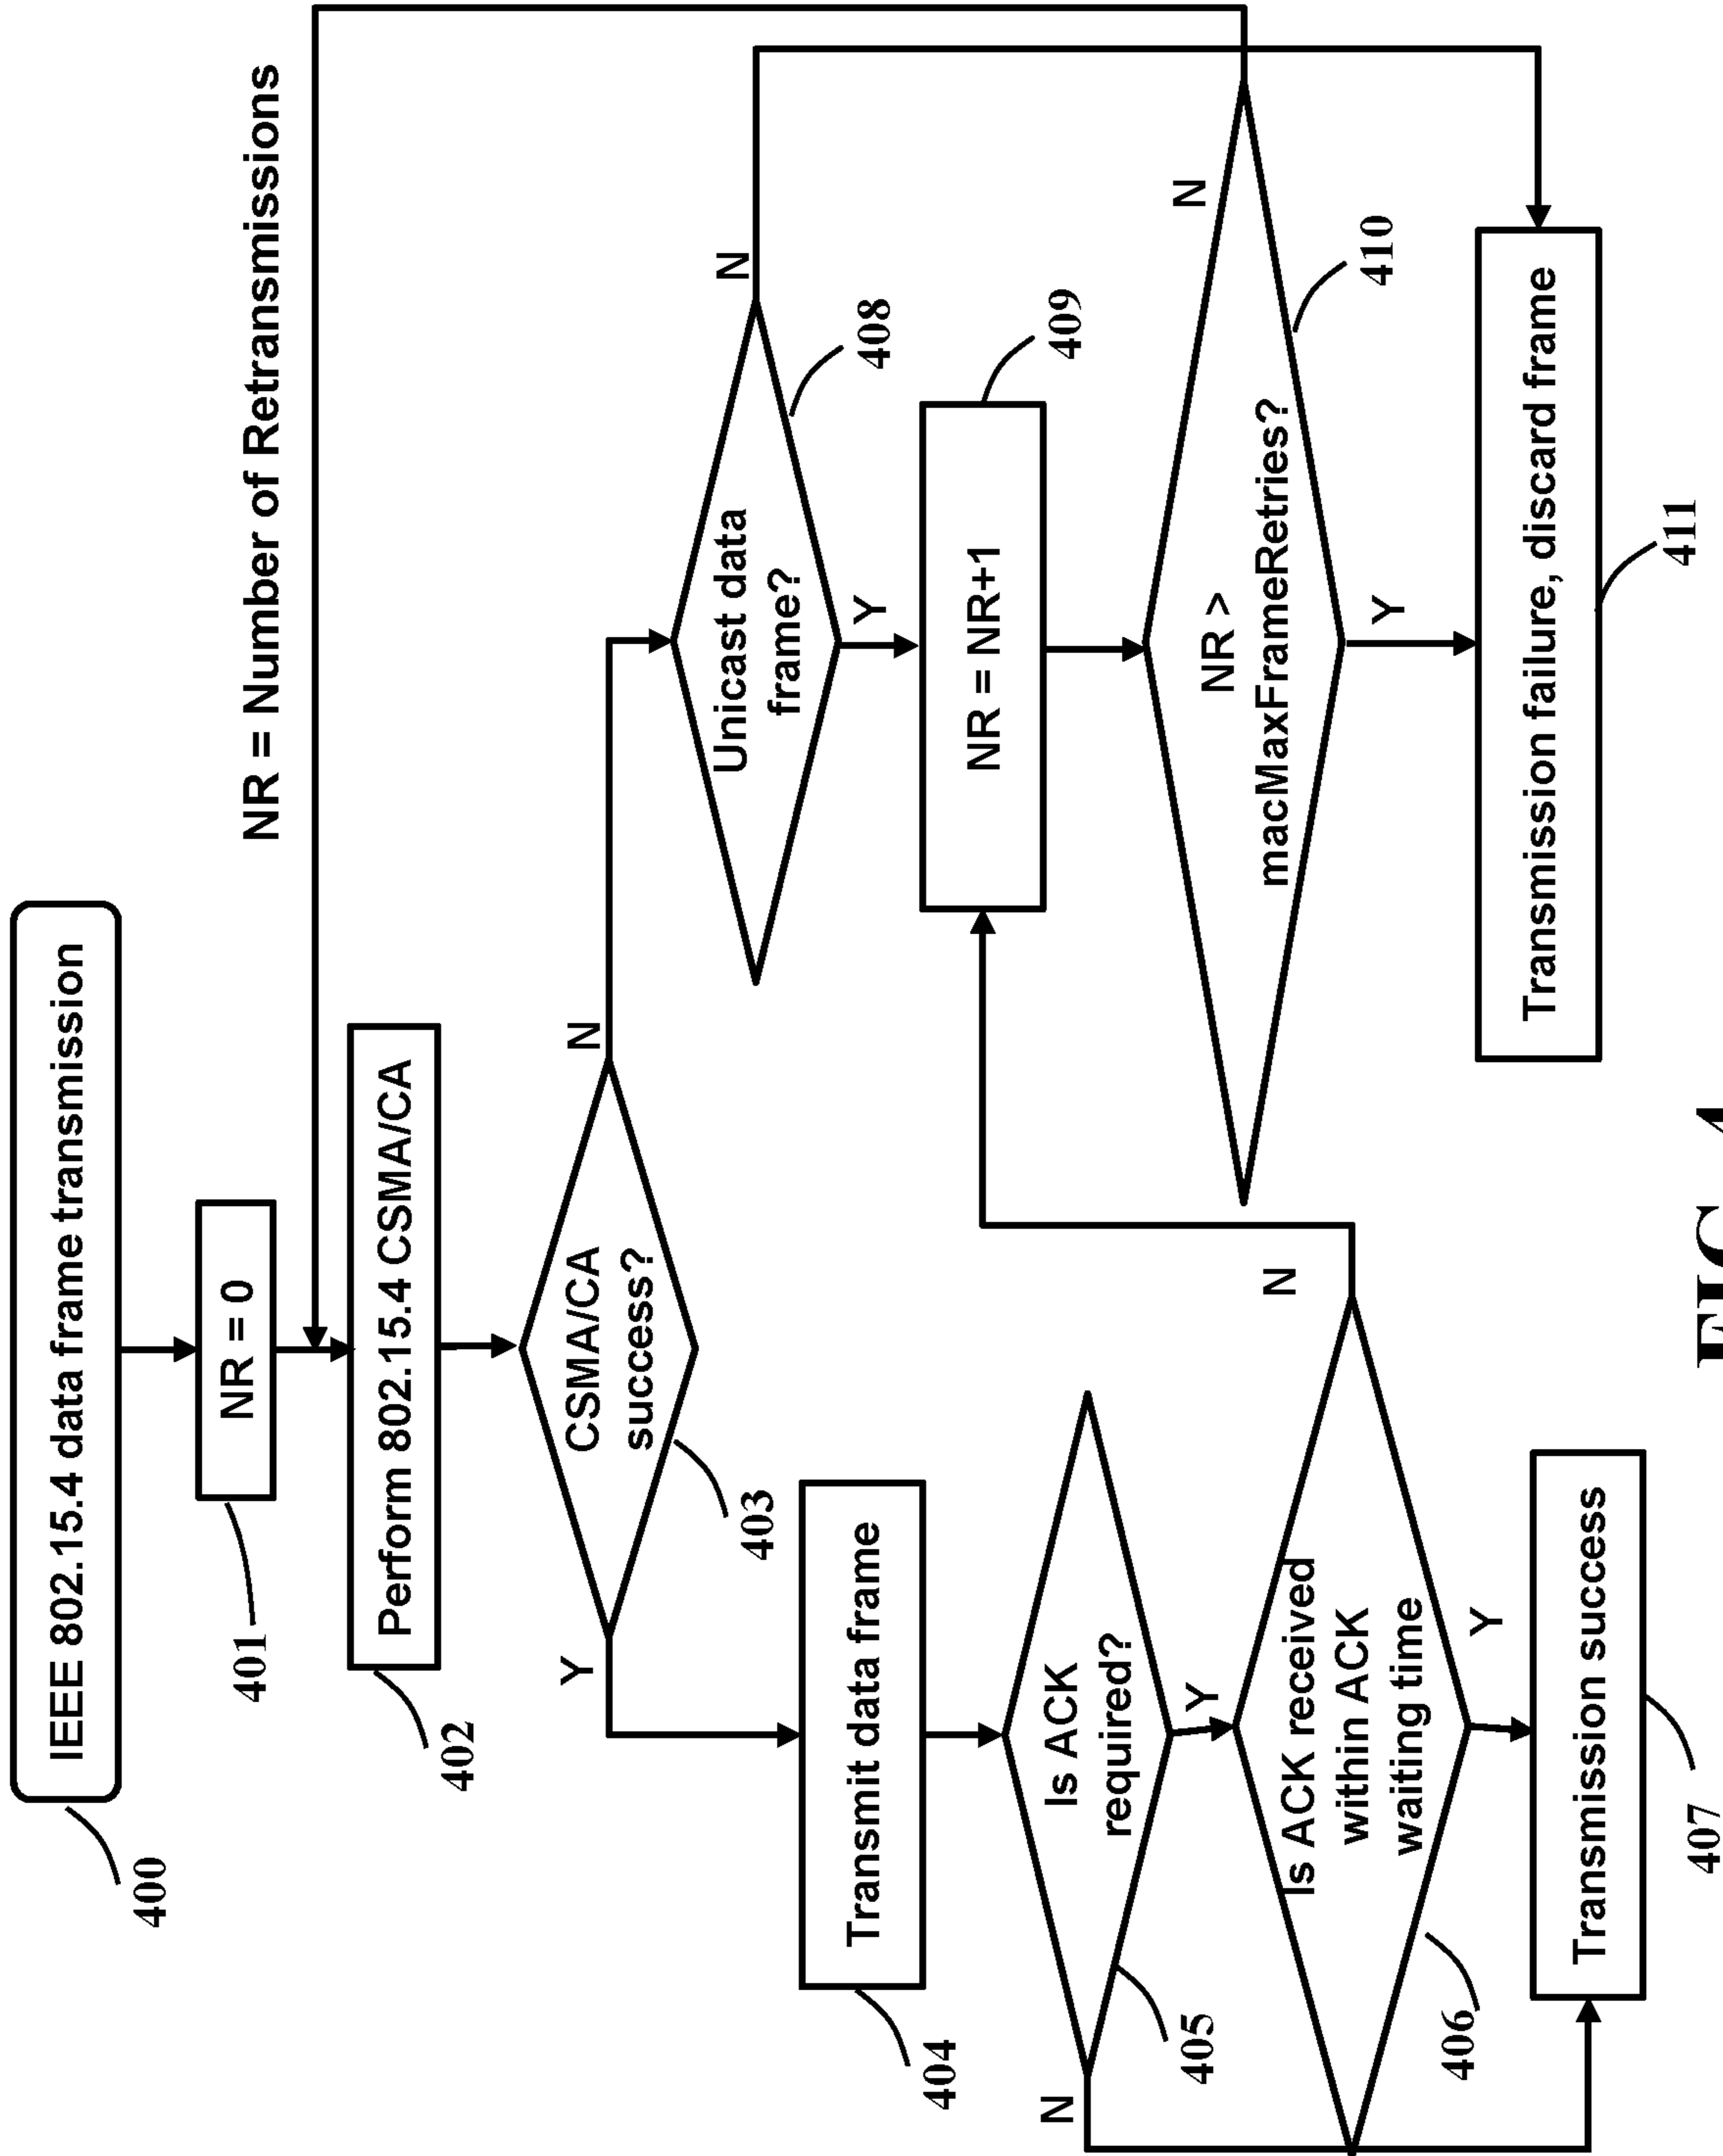 IEEE 802.15.4 data frame transmission
400
NR = Number of Retransmissions
NR = 0
401
Perform 802.15.4 CSMA/CA
402
CSMA/CA
success?
403
Y
N
Transmit data frame
404
Is ACK
required?
405
N
Y
Is ACK received
within ACK
waiting time
406
N
Y
Transmission success
407
Unicast data
frame?
408
N
Y
NR = NR+1
409
NR >
macMaxFrameRetries?
410
N
Y
Transmission failure, discard frame
411